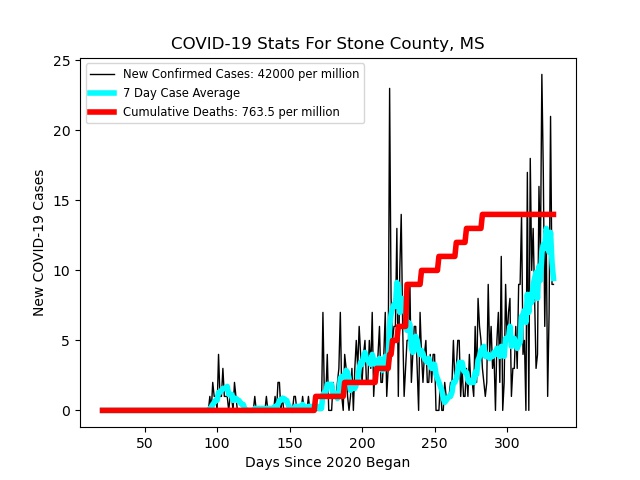 COVID-19 Stats For Stone County, MS
New Confirmed Cases: 42000 per million
7 Day Case Average
Cumulative Deaths: 763.5 per million
New COVID-19 Cases
25
20
15
10
5
0
50 100 150 200 250 300
Days Since 2020 Began